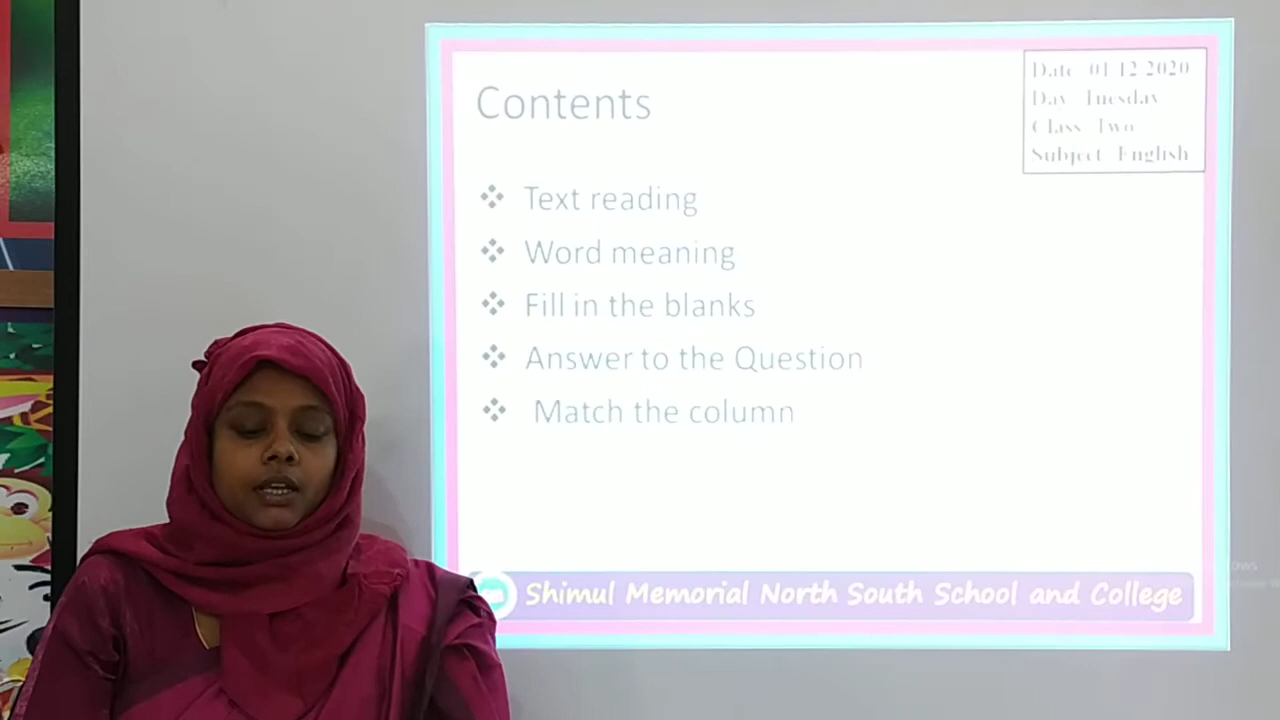 Date 01 12 2020
Day Tuesday
Class Two
Subject English
Contents
Text reading
Word meaning
Fill in the blanks
Answer to the Question
Match the column
Shimul Memorial North South School and College